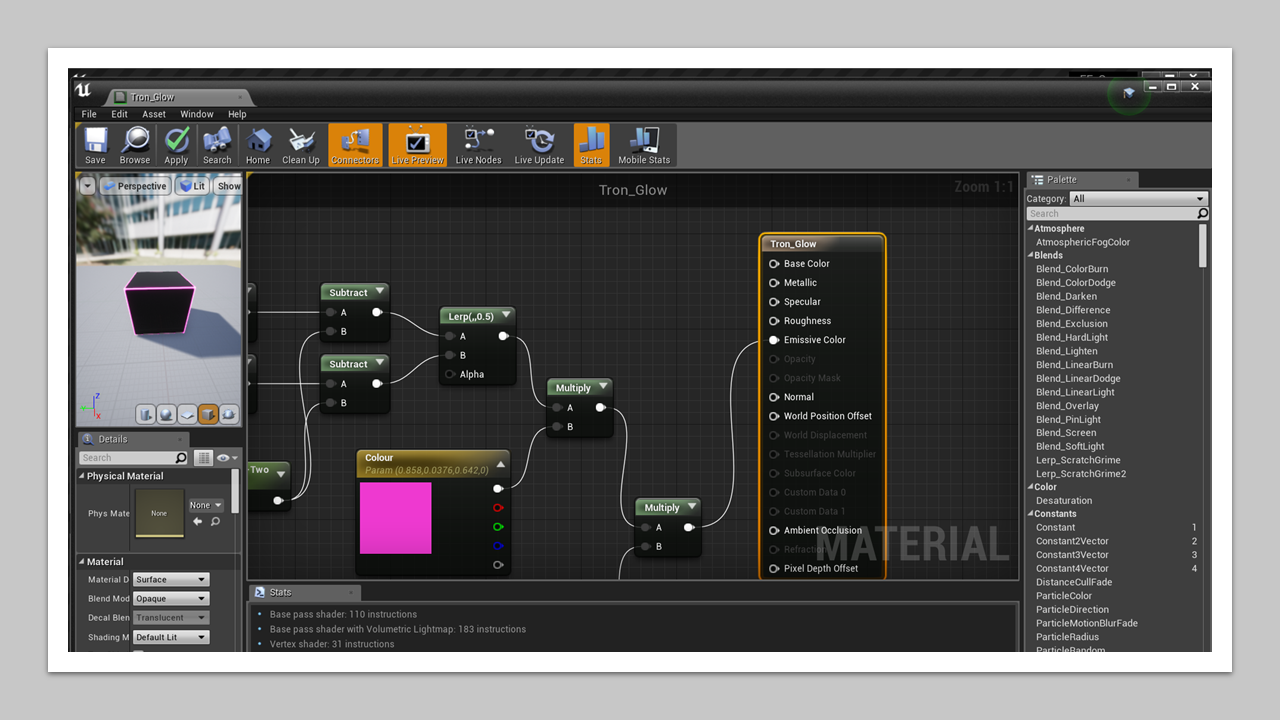 Tron_Glow
File Edit Asset Window Help
Save Browse Apply Search Home Clean Up Connectors Live Preview Live Nodes Live Update Stats Mobile Stats
Perspective Lit Show
Z
X
Details
Search
Physical Material
Phys Mate
None
None
Material
Material D Surface
Blend Mod Opaque
Decal Blen Translucent
Shading M Default Lit
Tron_Glow
Zoom 1:1
Subtract
A
B
Subtract
A
B
Two
Lerp(,,0.5)
A
B
Alpha
Multiply
A
B
Colour
Param (0.858,0.0376,0.642,0)
Multiply
A
B
Tron_Glow
Base Color
Metallic
Specular
Roughness
Emissive Color
Opacity
Opacity Mask
Normal
World Position Offset
World Displacement
Tessellation Multiplier
Subsurface Color
Custom Data 0
Custom Data 1
Ambient Occlusion
Refraction
Pixel Depth Offset
MATERIAL
Stats
Base pass shader: 110 instructions
Base pass shader with Volumetric Lightmap: 183 instructions
Vertex shader: 31 instructions
Palette
Category: All
Search
Atmosphere
AtmosphericFogColor
Blends
Blend_ColorBurn
Blend_ColorDodge
Blend_Darken
Blend_Difference
Blend_Exclusion
Blend_HardLight
Blend_Lighten
Blend_LinearBurn
Blend_LinearDodge
Blend_LinearLight
Blend_Overlay
Blend_PinLight
Blend_Screen
Blend_SoftLight
Lerp_ScratchGrime
Lerp_ScratchGrime2
Color
Desaturation
Constants
Constant 1
Constant2Vector 2
Constant3Vector 3
Constant4Vector 4
DistanceCullFade
ParticleColor
ParticleDirection
ParticleMotionBlurFade
ParticleRadius
ParticleRandom